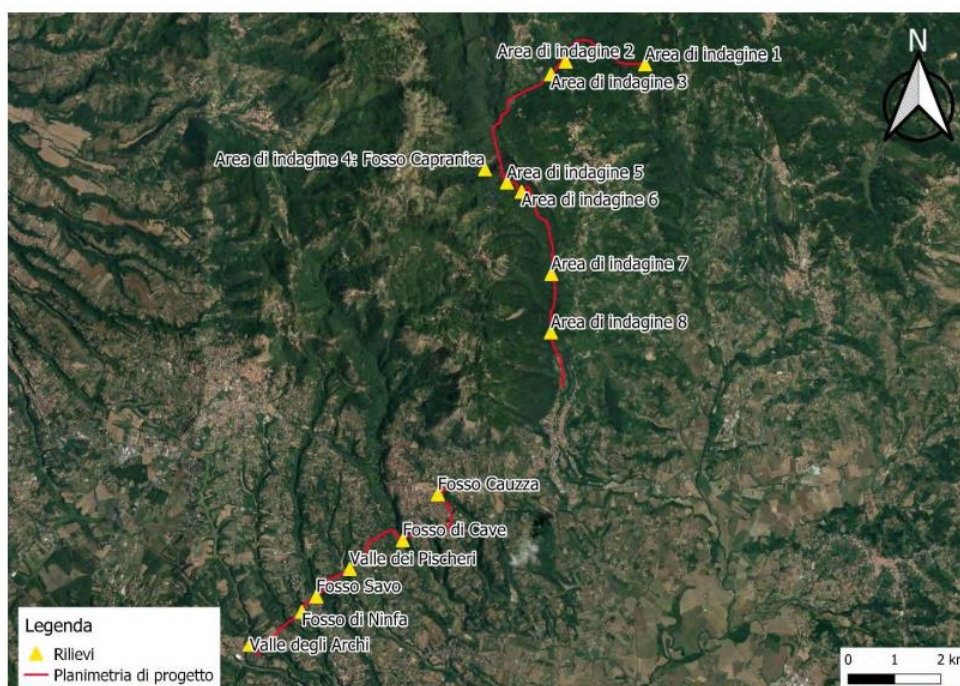 N
Area di indagine 2
Area di indagine 1
Area di indagine 3
Area di indagine 4: Fosso Capranica
Area di indagine 5
Area di indagine 6
Area di indagine 7
Area di indagine 8
Fosso Cauzza
Fosso di Cave
Valle dei Pischeri
Fosso Savo
Fosso di Ninfa
Valle degli Archi
Legenda
Rilievi
Planimetria di progetto
0 1 2 km